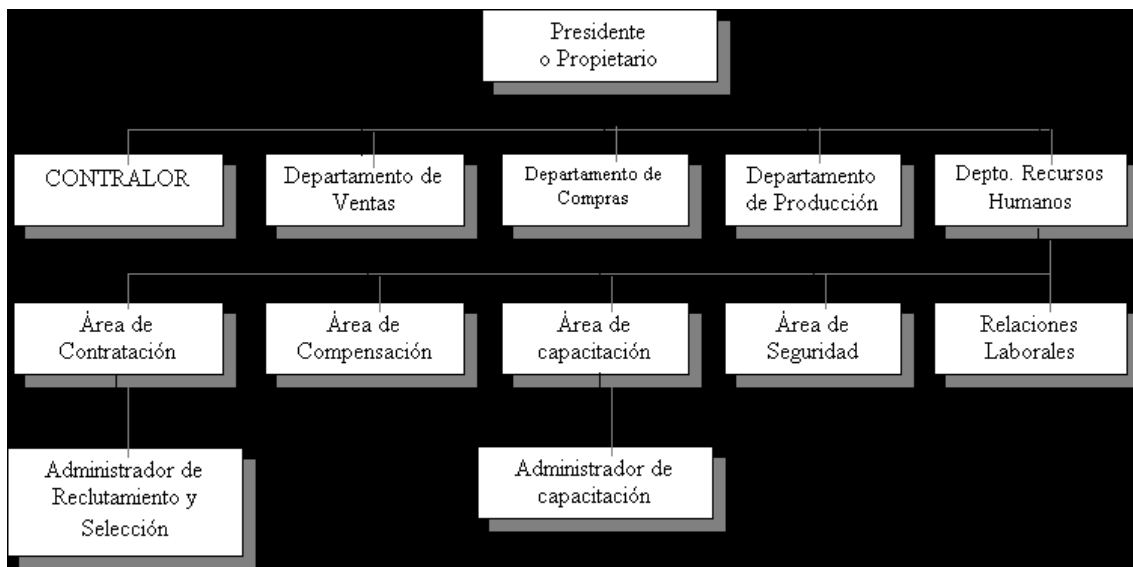 Presidente
o Propietario
CONTRALOR
Departamento de
Ventas
Departamento de
Compras
Departamento
de Producción
Depto. Recursos
Humanos
Área de
Contratación
Área de
Compensación
Área de
capacitación
Área de
Seguridad
Relaciones
Laborales
Administrador de
Reclutamiento y
Selección
Administrador de
capacitación